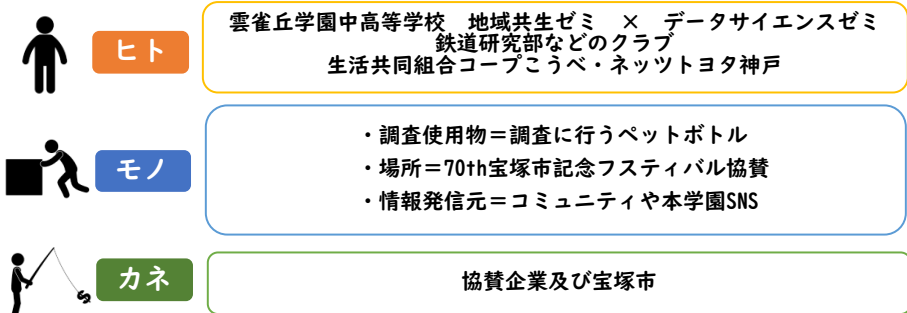 ヒト
雲雀丘学園中高等学校　地域共生ゼミ　×　データサイエンスゼミ
鉄道研究部などのクラブ
生活共同組合コープこうべ・ネッツトヨタ神戸
モノ
・調査使用物＝調査に行うペットボトル
・場所＝70th宝塚市記念フスティバル協賛
・情報発信元＝コミュニティや本学園SNS
カネ
協賛企業及び宝塚市
$